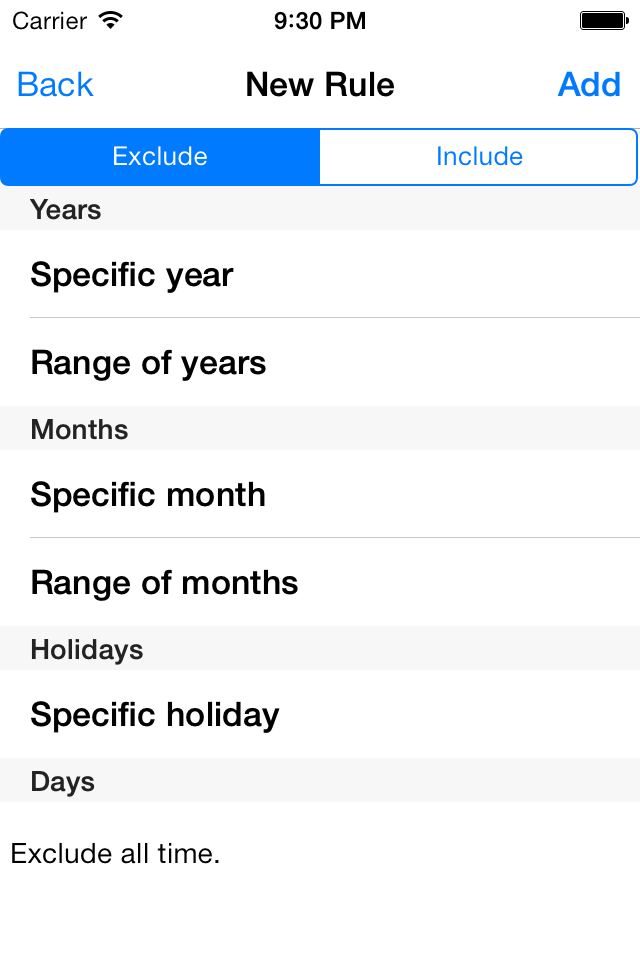 Carrier 9:30 PM
Back New Rule Add
Exclude Include
Years
Specific year
Range of years
Months
Specific month
Range of months
Holidays
Specific holiday
Days
Exclude all time.